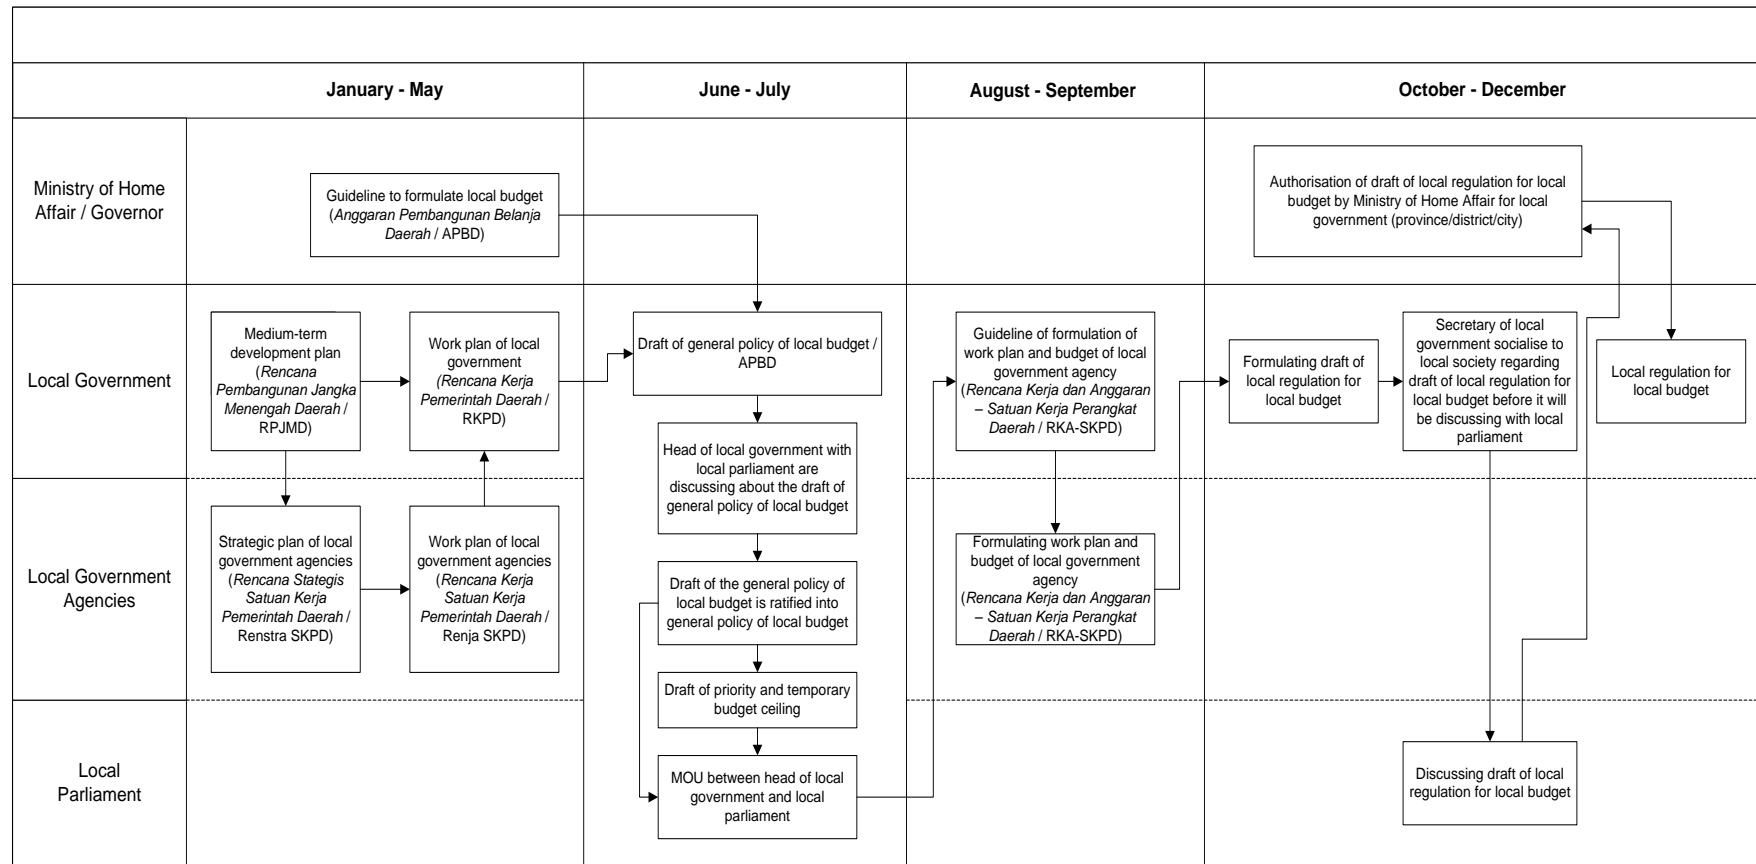 January - May
June - July
August - September
October - December
Ministry of Home
Affair / Governor
Guideline to formulate local budget
(Anggaran Pembangunan Belanja
Daerah / APBD)
Authorisation of draft of local regulation for local
budget by Ministry of Home Affair for local
government (province/district/city)
Local Government
Medium-term
development plan
(Rencana
Pembangunan Jangka
Menengah Daerah /
RPJMD)
Work plan of local
government
(Rencana Kerja
Pemerintah Daerah /
RKPD)
Draft of general policy of local budget /
APBD
Head of local government with
local parliament are
discussing about the draft of
general policy of local budget
Guideline of formulation of
work plan and budget of local
government agency
(Rencana Kerja dan Anggaran
– Satuan Kerja Perangkat
Daerah / RKA-SKPD)
Formulating draft of
local regulation for
local budget
Secretary of local
government socialise to
local society regarding
draft of local regulation for
local budget before it will
be discussing with local
parliament
Local regulation for
local budget
Local Government
Agencies
Strategic plan of local
government agencies
(Rencana Stategis
Satuan Kerja
Pemerintah Daerah /
Renstra SKPD)
Work plan of local
government agencies
(Rencana Kerja
Satuan Kerja
Pemerintah Daerah /
Renja SKPD)
Draft of the general policy of
local budget is ratified into
general policy of local budget
Draft of priority and temporary
budget ceiling
Formulating work plan and
budget of local government
agency
(Rencana Kerja dan Anggaran
– Satuan Kerja Perangkat
Daerah / RKA-SKPD)
Local
Parliament
MOU between head of local
government and local
parliament
Discussing draft of local
regulation for local budget